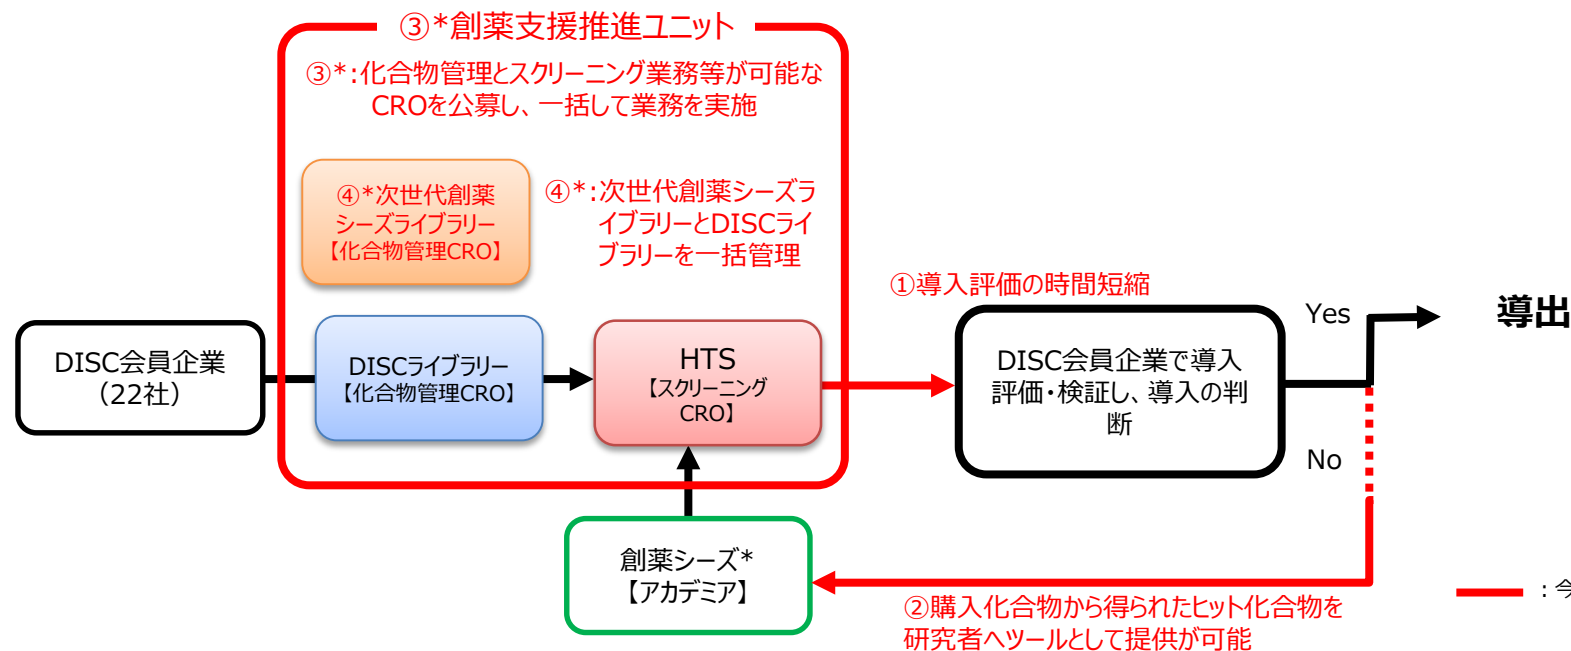 ③*創薬支援推進ユニット
③*:化合物管理とスクリーニング業務等が可能な
CROを公募し、一括して業務を実施
④*次世代創薬
シーズライブラリー
【化合物管理CRO】
④*:次世代創薬シーズラ
イブラリーとDISCライ
ブラリーを一括管理
DISC会員企業
（22社）
DISCライブラリー
【化合物管理CRO】
HTS
【スクリーニング
CRO】
①導入評価の時間短縮
DISC会員企業で導入
評価・検証し、導入の判
断
Yes
導出
No
創薬シーズ*
【アカデミア】
②購入化合物から得られたヒット化合物を
研究者へツールとして提供が可能
：今